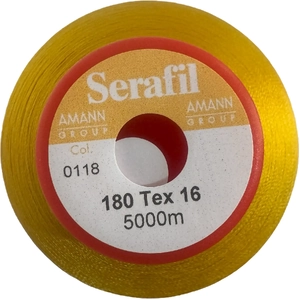 Serafil
AMANN
GROUP
AMANN
GROUP
Col.
0118
180 Tex 16
5000m